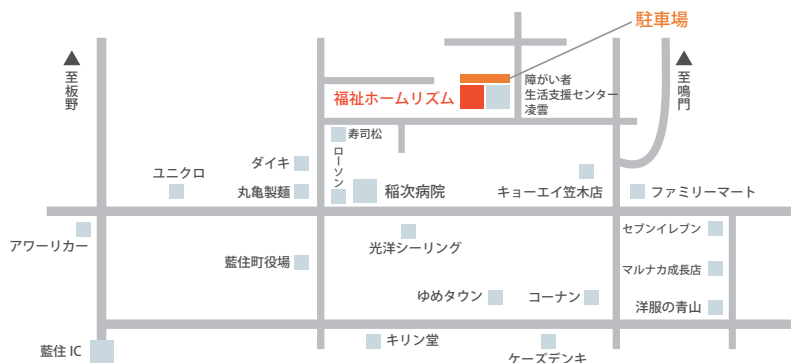 駐車場
至板野
至鳴門
福祉ホームリズム
障がい者
生活支援センター
凌雲
寿司松
ローソン
ダイキ
ユニクロ
丸亀製麺
稲次病院
キョーエイ笠木店
ファミリーマート
アワーリカー
光洋シーリング
セブンイレブン
藍住町役場
マルナカ成長店
ゆめタウン
コーナン
洋服の青山
藍住 IC
キリン堂
ケーズデンキ